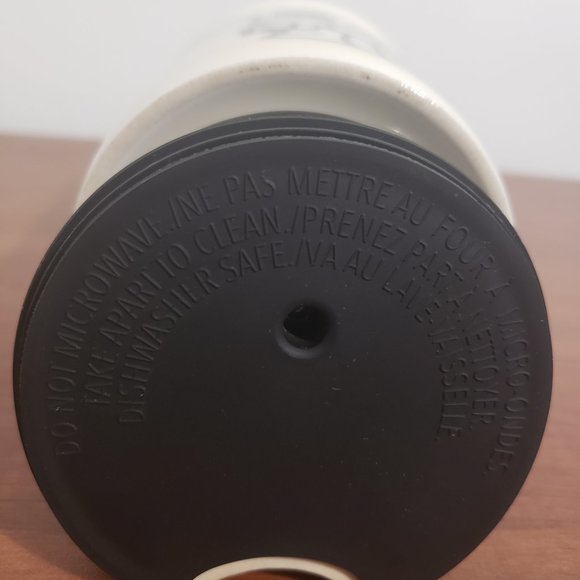 DO NOT MICROWAVE./NE PAS METTRE AU FOUR À MICRO-ONDES.
TAKE APART TO CLEAN./PRENEZ PART À NETTOYER.
DISHWASHER SAFE./VA AU LAVE-VAISSELLE.